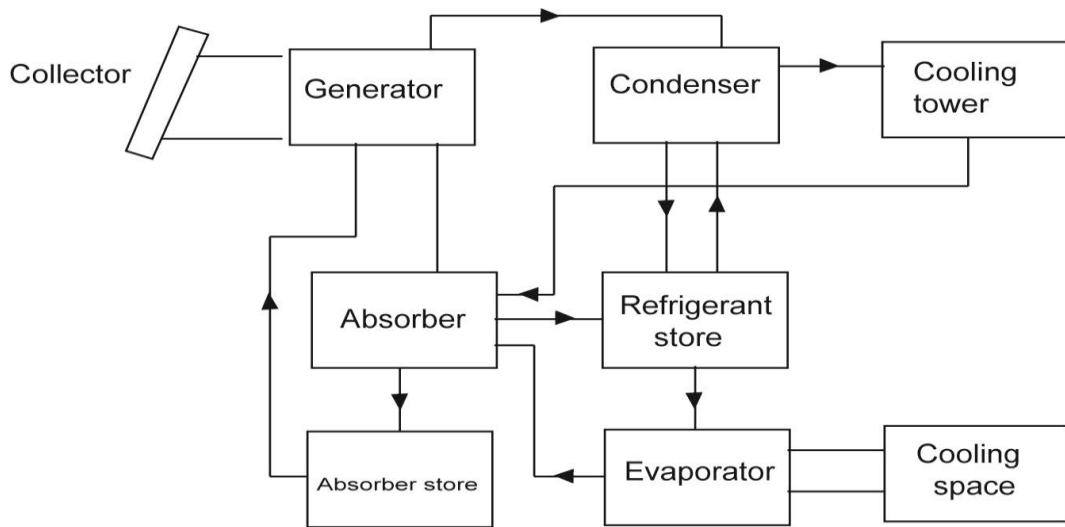 Collector
Generator
Condenser
Cooling
tower
Absorber
Refrigerant
store
Absorber store
Evaporator
Cooling
space